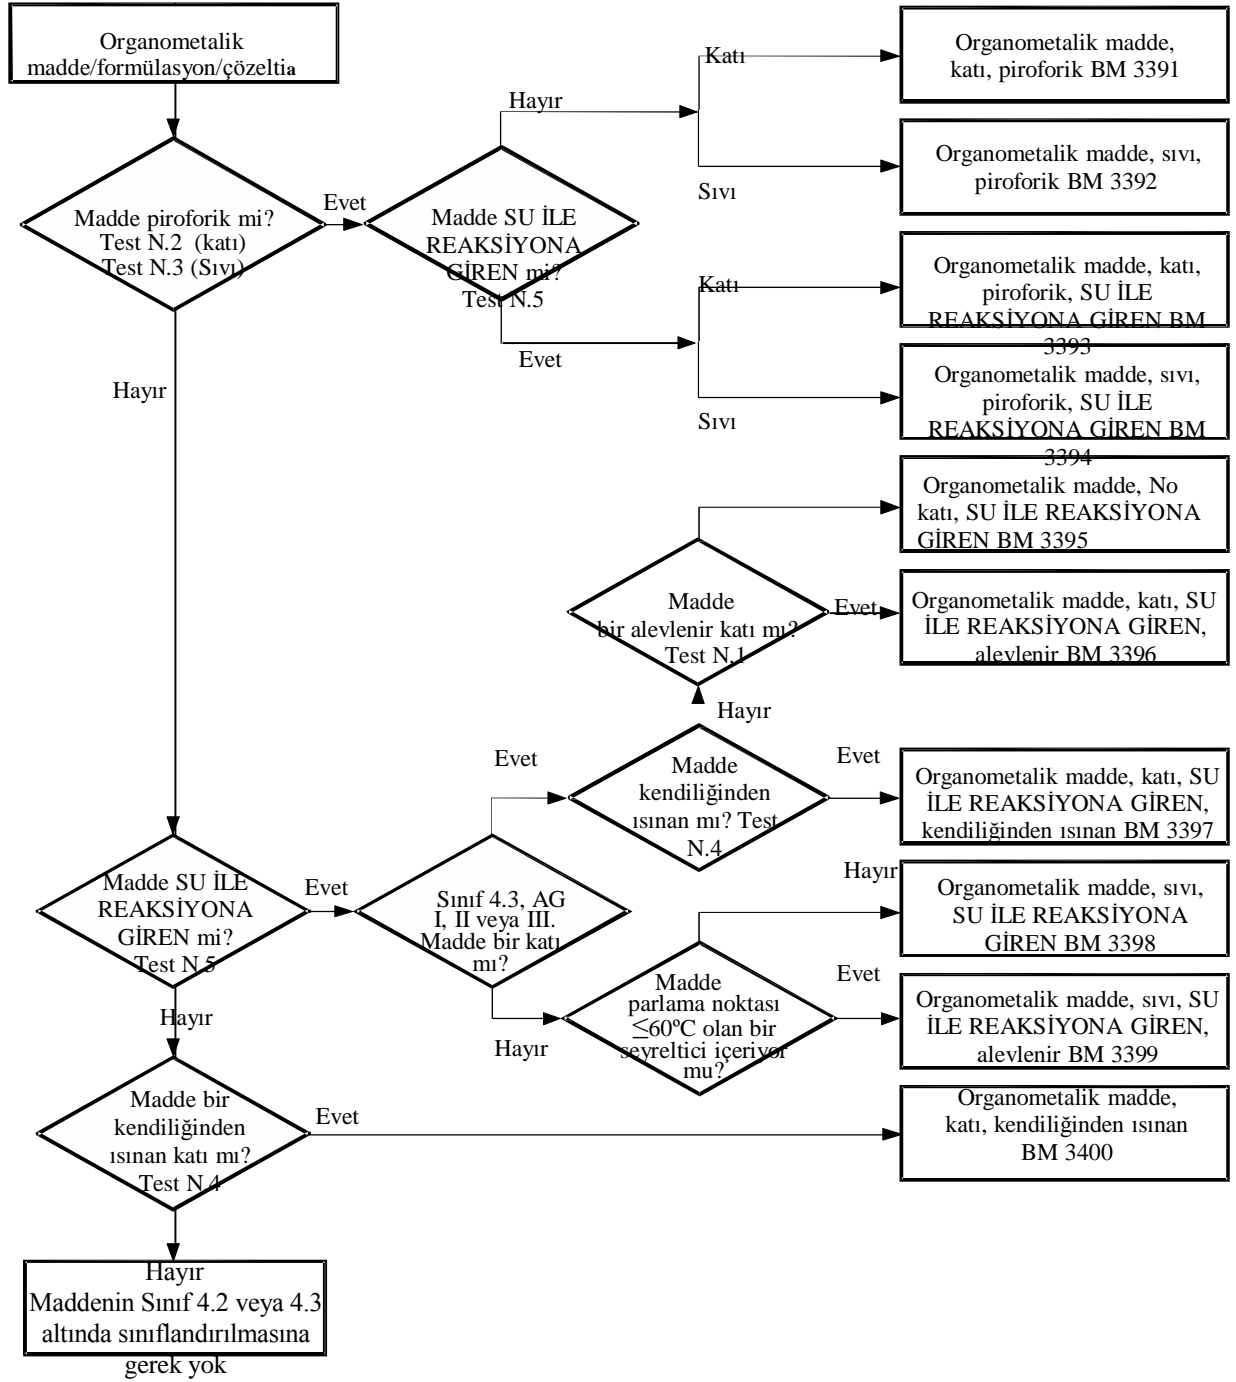 Organometalik
madde/formülasyon/çözeltia
Katı
Organometalik madde,
katı, piroforik BM 3391
Hayır
Organometalik madde, sıvı,
piroforik BM 3392
Sıvı
Evet
Madde piroforik mi?
Test N.2 (katı)
Test N.3 (Sıvı)
Madde SU İLE
REAKSİYONA
GİREN mi?
Test N.5
Katı
Organometalik madde, katı,
piroforik, SU İLE
REAKSİYONA GİREN BM
3393
Evet
Organometalik madde, sıvı,
piroforik, SU İLE
REAKSİYONA GİREN BM
3394
Sıvı
Hayır
Organometalik madde, No
katı, SU İLE REAKSİYONA
GİREN BM 3395
Madde
bir alevlenir katı mı?
Test N.1
Evet
Organometalik madde, katı, SU
İLE REAKSİYONA GİREN,
alevlenir BM 3396
Hayır
Evet
Madde
kendiliğinden
ısınan mı? Test
N.4
Evet
Organometalik madde, katı, SU
İLE REAKSİYONA GİREN,
kendiliğinden ısınan BM 3397
Madde SU İLE
REAKSİYONA
GİREN mi?
Test N.5
Evet
Sınıf 4.3, AG
I, II veya III.
Madde bir katı
mı?
Hayır
Organometalik madde, sıvı,
SU İLE REAKSİYONA
GİREN BM 3398
Hayır
Hayır
Madde
parlama noktası
≤60ºC olan bir
seyreltici içeriyor
mu?
Evet
Organometalik madde, sıvı, SU
İLE REAKSİYONA GİREN,
alevlenir BM 3399
Madde bir
kendiliğinden
ısınan katı mı?
Test N.4
Evet
Organometalik madde,
katı, kendiliğinden ısınan
BM 3400
Hayır
Maddenin Sınıf 4.2 veya 4.3
altında sınıflandırılmasına
gerek yok